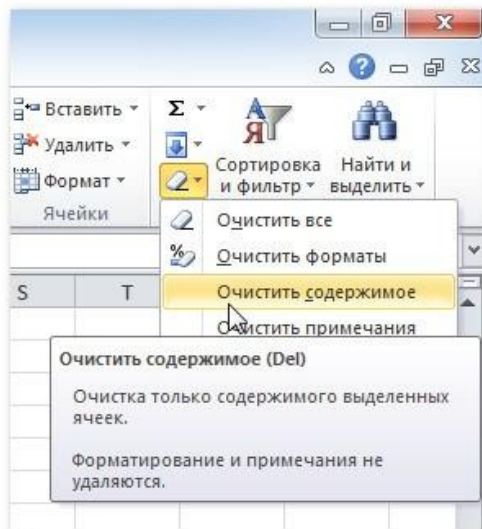 Вставить
Удалить
Формат
Ячейки
Σ
А
Я
Сортировка
и фильтр
Найти и
выделить
Очистить все
Очистить форматы
Очистить содержимое
Очистить примечания
S T
Очистить содержимое (Del)
Очистка только содержимого выделенных
ячеек.
Форматирование и примечания не
удаляются.